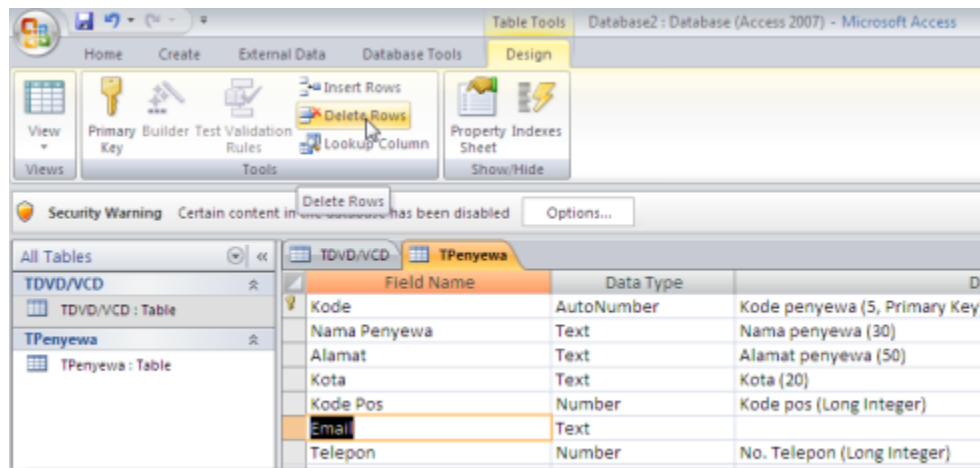 Table Tools Database2 : Database (Access 2007) - Microsoft Access
Home Create External Data Database Tools Design
View
Primary Key
Builder
Test Validation Rules
Insert Rows
Delete Rows
Lookup Column
Property Sheet
Indexes
Views Tools Show/Hide
Delete Rows
Security Warning Certain content in the database has been disabled Options...
All Tables «
TDVD/VCD TPenyewa
TDVD/VCD
TDVD/VCD : Table
TPenyewa
TPenyewa : Table
Field Name Data Type D
Kode AutoNumber Kode penyewa (5, Primary Key
Nama Penyewa Text Nama penyewa (30)
Alamat Text Alamat penyewa (50)
Kota Text Kota (20)
Kode Pos Number Kode pos (Long Integer)
Email Text
Telepon Number No. Telepon (Long Integer)